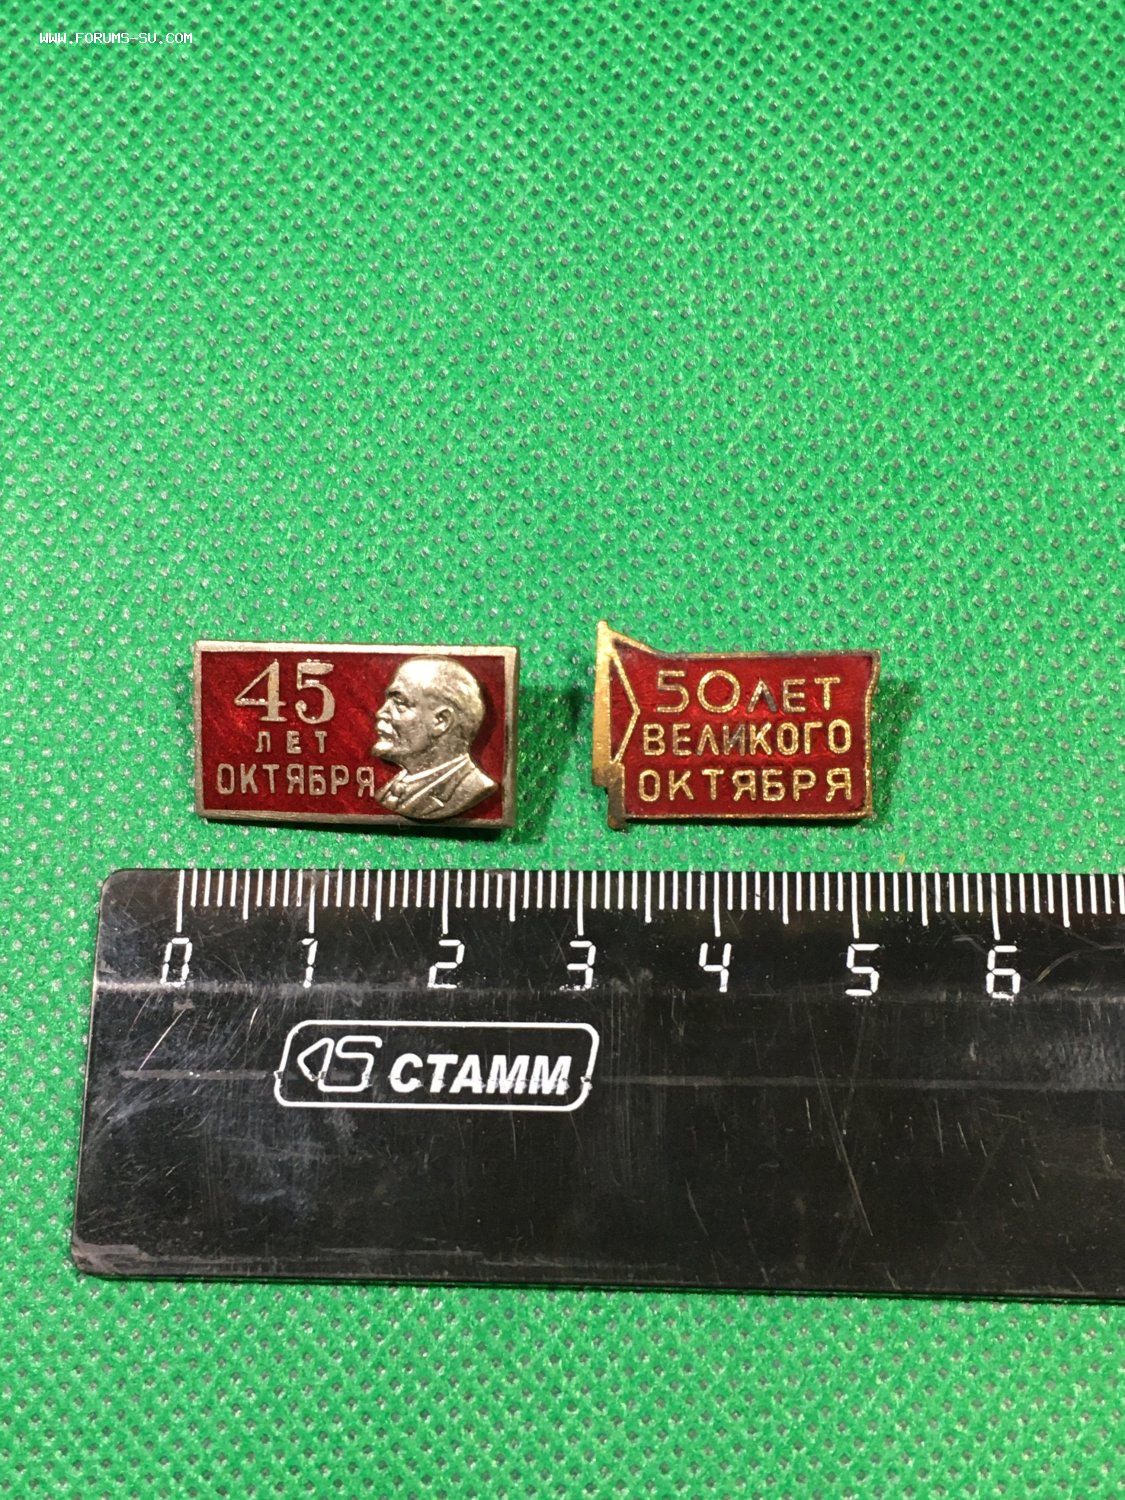 WWW.FORUMS-SU.COM
45
ЛЕТ
ОКТЯБРЯ
50ЛЕТ
ВЕЛИКОГО
ОКТЯБРЯ
0 1 2 3 4 5 6
СТАММ